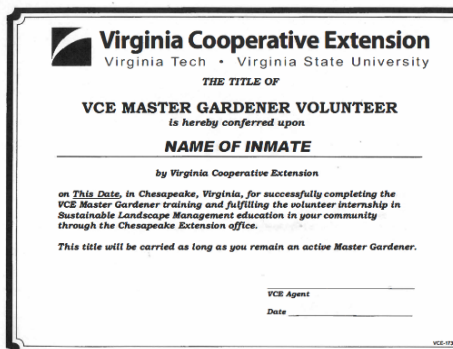 Virginia Cooperative Extension
Virginia Tech • Virginia State University
THE TITLE OF
VCE MASTER GARDENER VOLUNTEER
is hereby conferred upon
NAME OF INMATE
by Virginia Cooperative Extension
on This Date, in Chesapeake, Virginia, for successfully completing the
VCE Master Gardener training and fulfilling the volunteer internship in
Sustainable Landscape Management education in your community
through the Chesapeake Extension office.
This title will be carried as long as you remain an active Master Gardener.
VCE Agent
Date